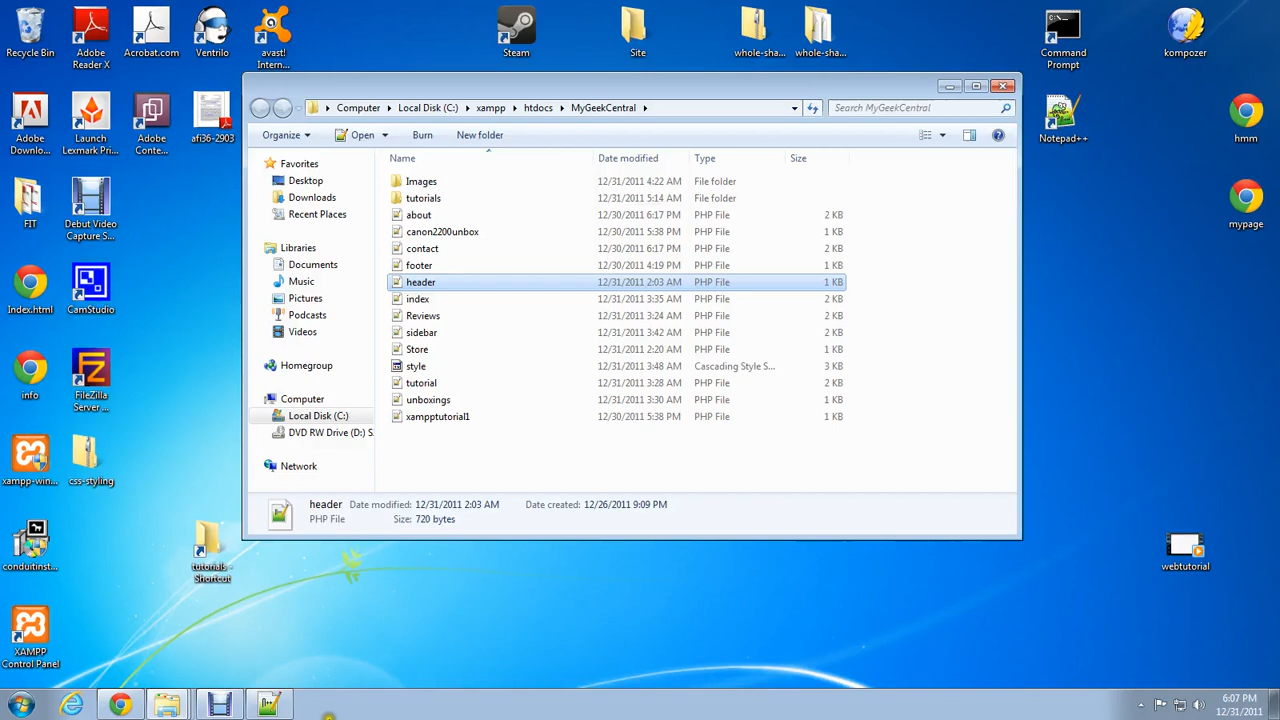 Recycle Bin
Adobe Reader X
Acrobat.com
Ventrilo
avast! Intern...
Steam
Site
whole-sha...
whole-sha...
Command Prompt
kompozer
Adobe Downlo...
Launch Lexmark Pri...
Adobe Conte...
afi36-2903
Notepad++
hmm
FIT
Debut Video Capture S...
mypage
Index.html
CamStudio
info
FileZilla Server ...
xampp-win...
css-styling
conduitinst...
tutorials - Shortcut
webtutorial
XAMPP Control Panel
Computer
Local Disk (C:)
xampp
htdocs
MyGeekCentral
Search MyGeekCentral
Organize
Open
Burn
New folder
Favorites
Desktop
Downloads
Recent Places
Libraries
Documents
Music
Pictures
Podcasts
Videos
Homegroup
Computer
Local Disk (C:)
DVD RW Drive (D:) S
Network
Name Date modified Type Size
Images 12/31/2011 4:22 AM File folder
tutorials 12/31/2011 5:14 AM File folder
about 12/30/2011 6:17 PM PHP File 2 KB
canon2200unbox 12/30/2011 5:38 PM PHP File 1 KB
contact 12/30/2011 6:17 PM PHP File 2 KB
footer 12/30/2011 4:19 PM PHP File 1 KB
header 12/31/2011 2:03 AM PHP File 1 KB
index 12/31/2011 3:35 AM PHP File 2 KB
Reviews 12/31/2011 3:24 AM PHP File 2 KB
sidebar 12/31/2011 3:42 AM PHP File 2 KB
Store 12/31/2011 2:20 AM PHP File 1 KB
style 12/31/2011 3:48 AM Cascading Style S... 3 KB
tutorial 12/31/2011 3:28 AM PHP File 2 KB
unboxings 12/31/2011 3:30 AM PHP File 1 KB
xampptutorial1 12/30/2011 5:38 PM PHP File 1 KB
header Date modified: 12/31/2011 2:03 AM Date created: 12/26/2011 9:09 PM
PHP File Size: 720 bytes
6:07 PM
12/31/2011